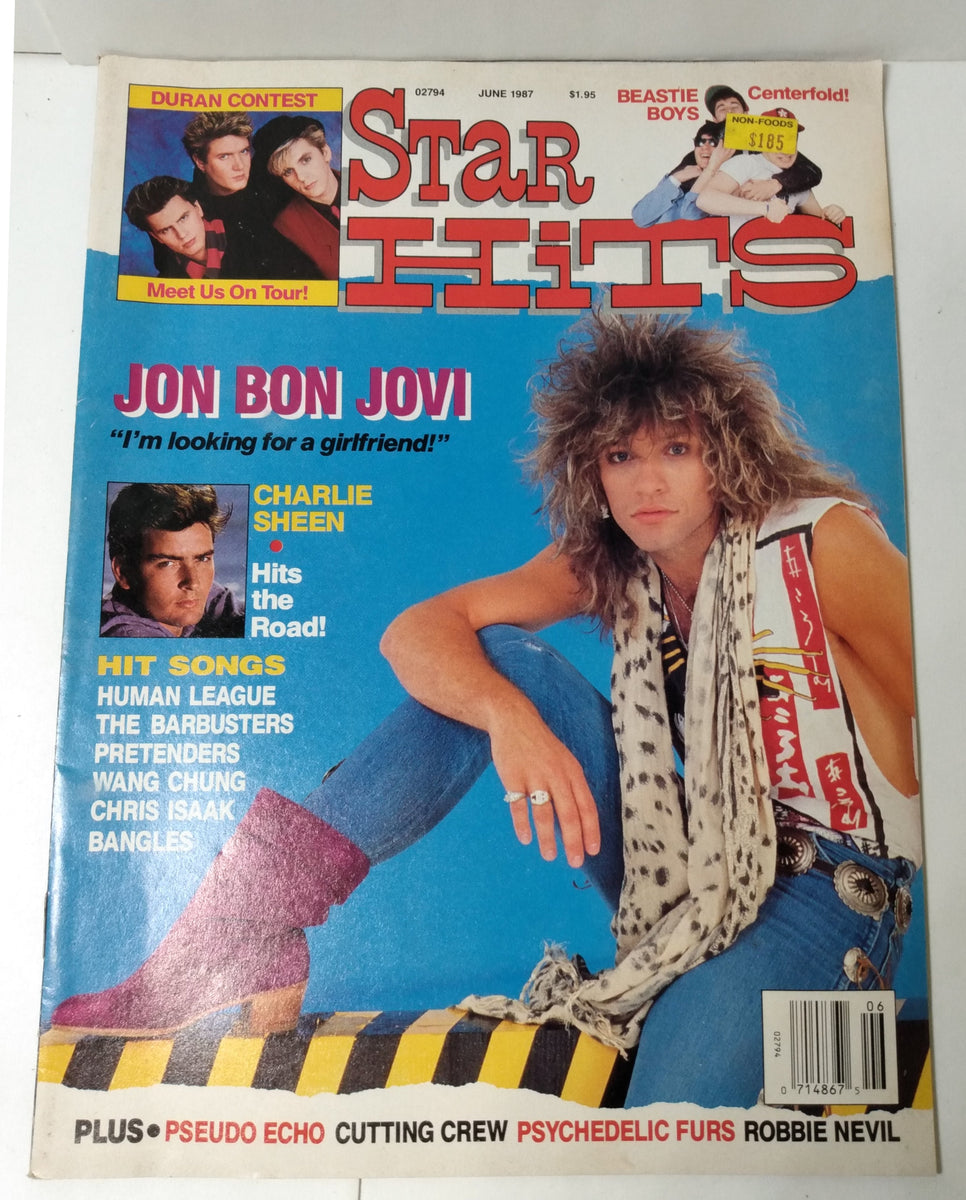 DURAN CONTEST
Meet Us On Tour!
02794 JUNE 1987 $1.95
STaR
HiTS
BEASTIE
BOYS
Centerfold!
NON-FOODS
$185
JON BON JOVI
"I'm looking for a girlfriend!"
CHARLIE
SHEEN
•
Hits
the
Road!
HIT SONGS
HUMAN LEAGUE
THE BARBUSTERS
PRETENDERS
WANG CHUNG
CHRIS ISAAK
BANGLES
06
02794
0 714867 5
PLUS• PSEUDO ECHO CUTTING CREW PSYCHEDELIC FURS ROBBIE NEVIL